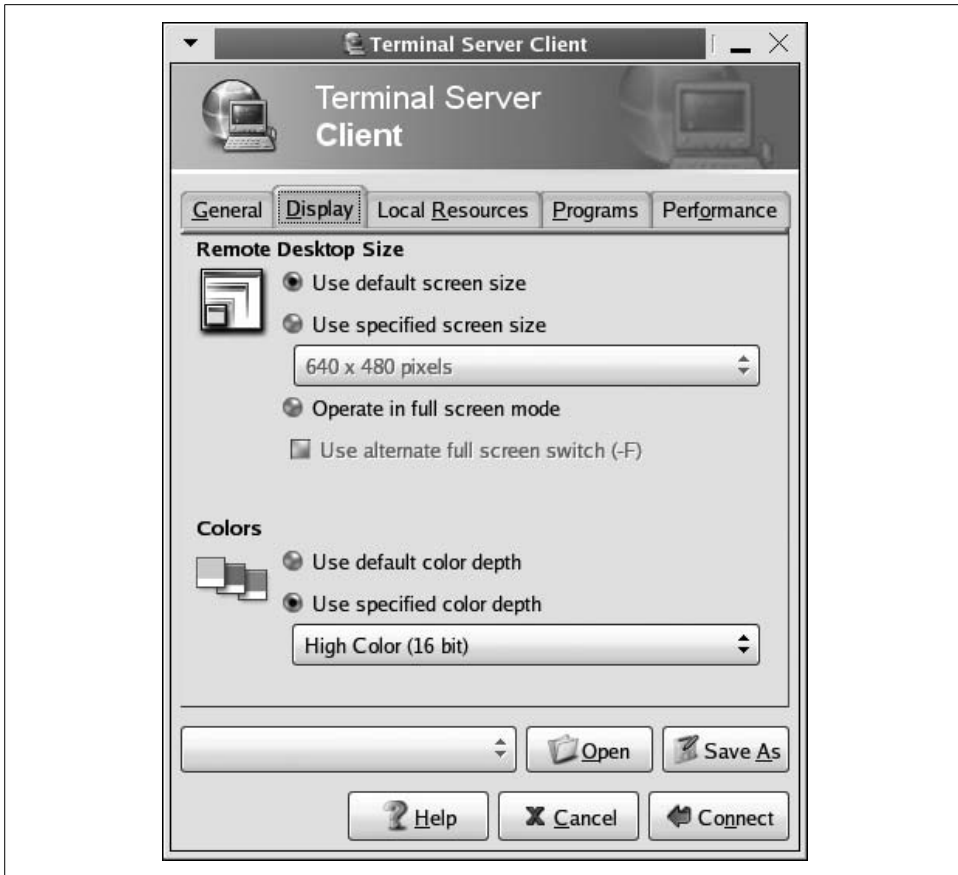 Terminal Server Client
Terminal Server
Client
General Display Local Resources Programs Performance
Remote Desktop Size
Use default screen size
Use specified screen size
640 x 480 pixels
Operate in full screen mode
Use alternate full screen switch (-F)
Colors
Use default color depth
Use specified color depth
High Color (16 bit)
Open Save As
Help Cancel Connect